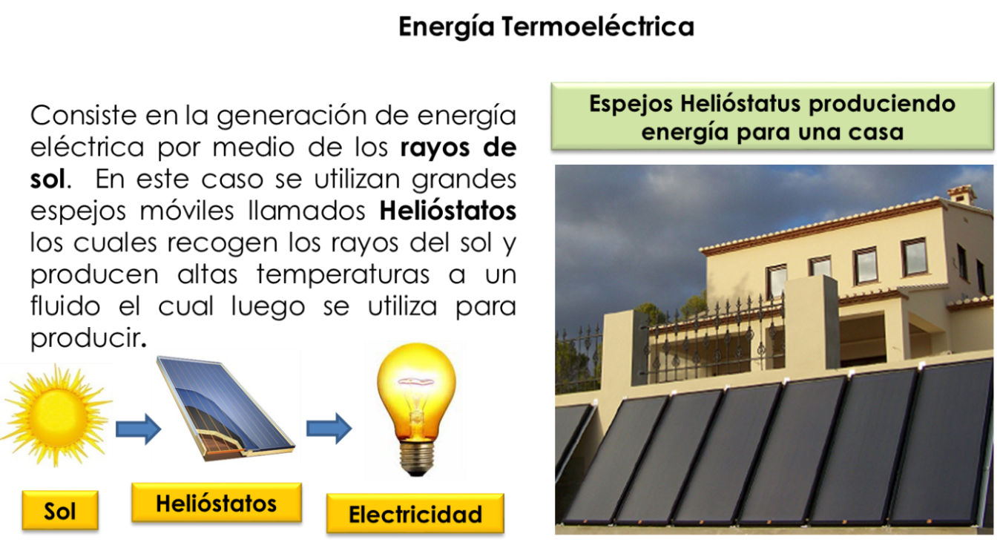 Energía Termoeléctrica
Consiste en la generación de energía
eléctrica por medio de los rayos de
sol. En este caso se utilizan grandes
espejos móviles llamados Helióstatos
los cuales recogen los rayos del sol y
producen altas temperaturas a un
fluido el cual luego se utiliza para
producir.
Espejos Helióstatus produciendo
energía para una casa
Sol
Helióstatos
Electricidad